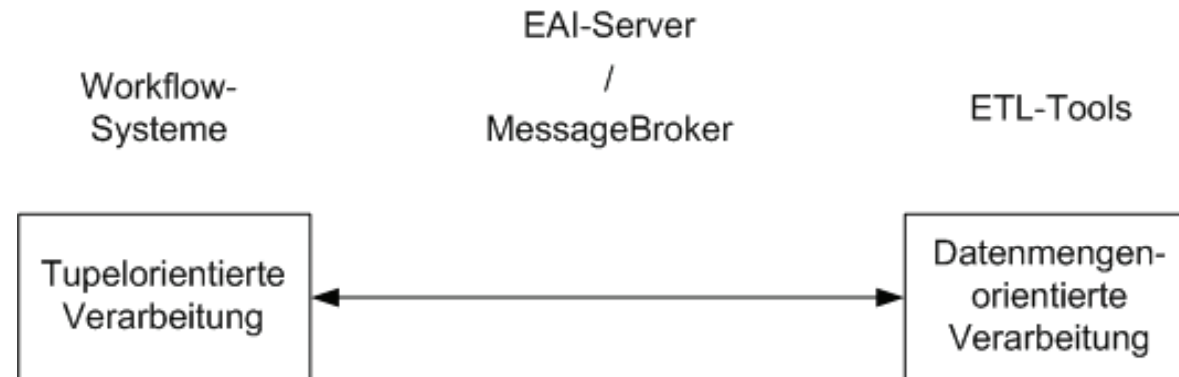 EAI-Server
/
MessageBroker
Workflow-
Systeme
ETL-Tools
Tupelorientierte
Verarbeitung
Datenmengen-
orientierte
Verarbeitung